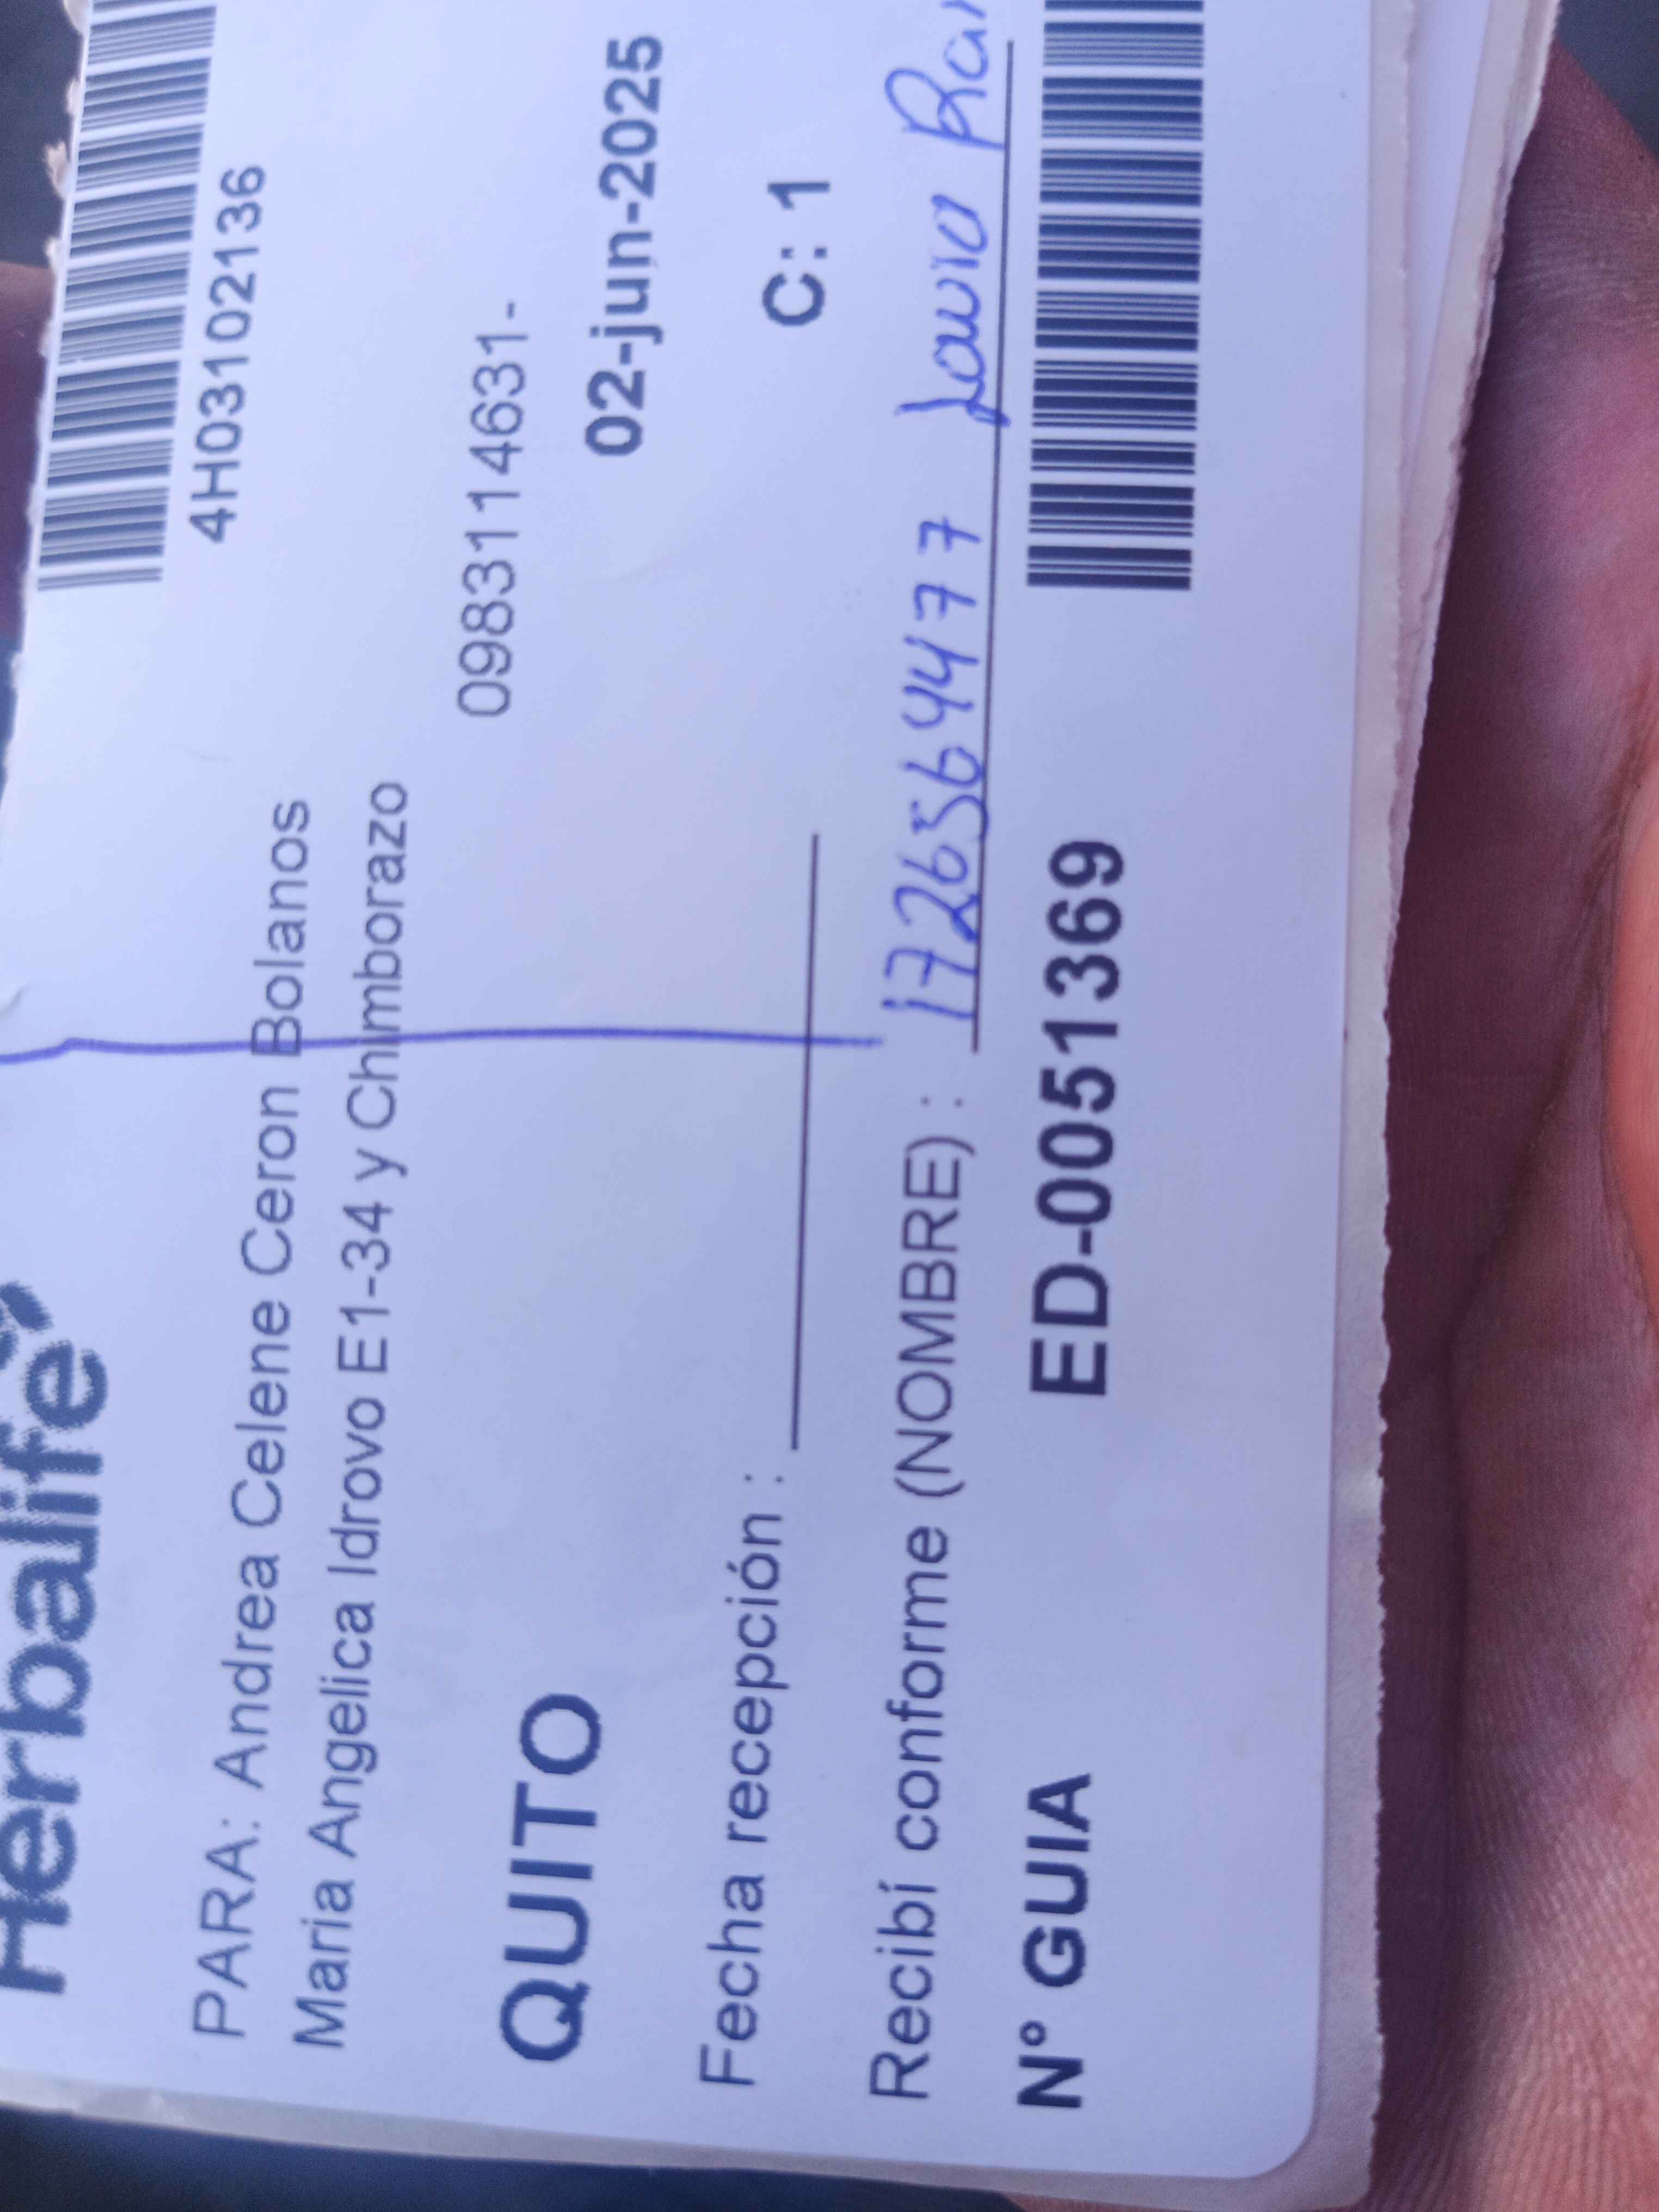 Herbalife
4H03102136
PARA: Andrea Celene Ceron Bolanos
Maria Angelica Idrovo E1-34 y Chimborazo
0983114631-
QUITO
02-jun-2025
Fecha recepción :
C: 1
Recibí conforme (NOMBRE) : 1726564477
N° GUIA ED-0051369